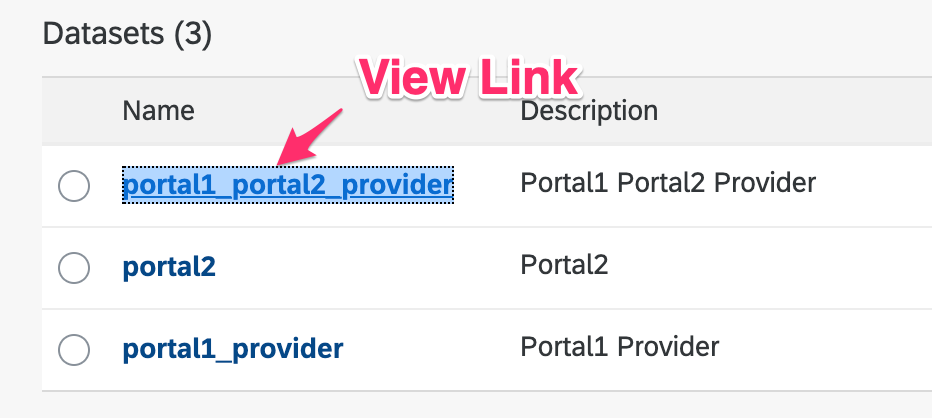 Datasets (3)
View Link
Name Description
portal1_portal2_provider Portal1 Portal2 Provider
portal2 Portal2
portal1_provider Portal1 Provider